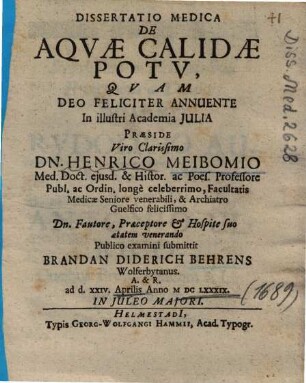 DISSERTATIO MEDICA
DE
AQVÆ CALIDÆ
POTV,
QVAM
DEO FELICITER ANNUENTE
In illustri Academia JULIA
PRÆSIDE
Viro Clarissimo
DN. HENRICO MEIBOMIO
Med. Doct. ejusd. & Histor. ac Poes. Professore
Publ. ac Ordin. longè celeberrimo, Facultatis
Medicæ Seniore venerabili, & Archiatro
Guelfico felicissimo
Dn. Fautore, Præceptore & Hospite suo
ætatem venerando
Publico examini submittit
BRANDAN DIDERICH BEHRENS
Wolferbytanus.
A. & R.
ad d. XXIV. Aprilis Anno M DC LXXXIX.
IN JULEO MAJORI.
HELMESTADI,
Typis GEORG-WOLFGANGI HAMMII, Acad. Typogr.
(1689)
Diss. Med. 2628